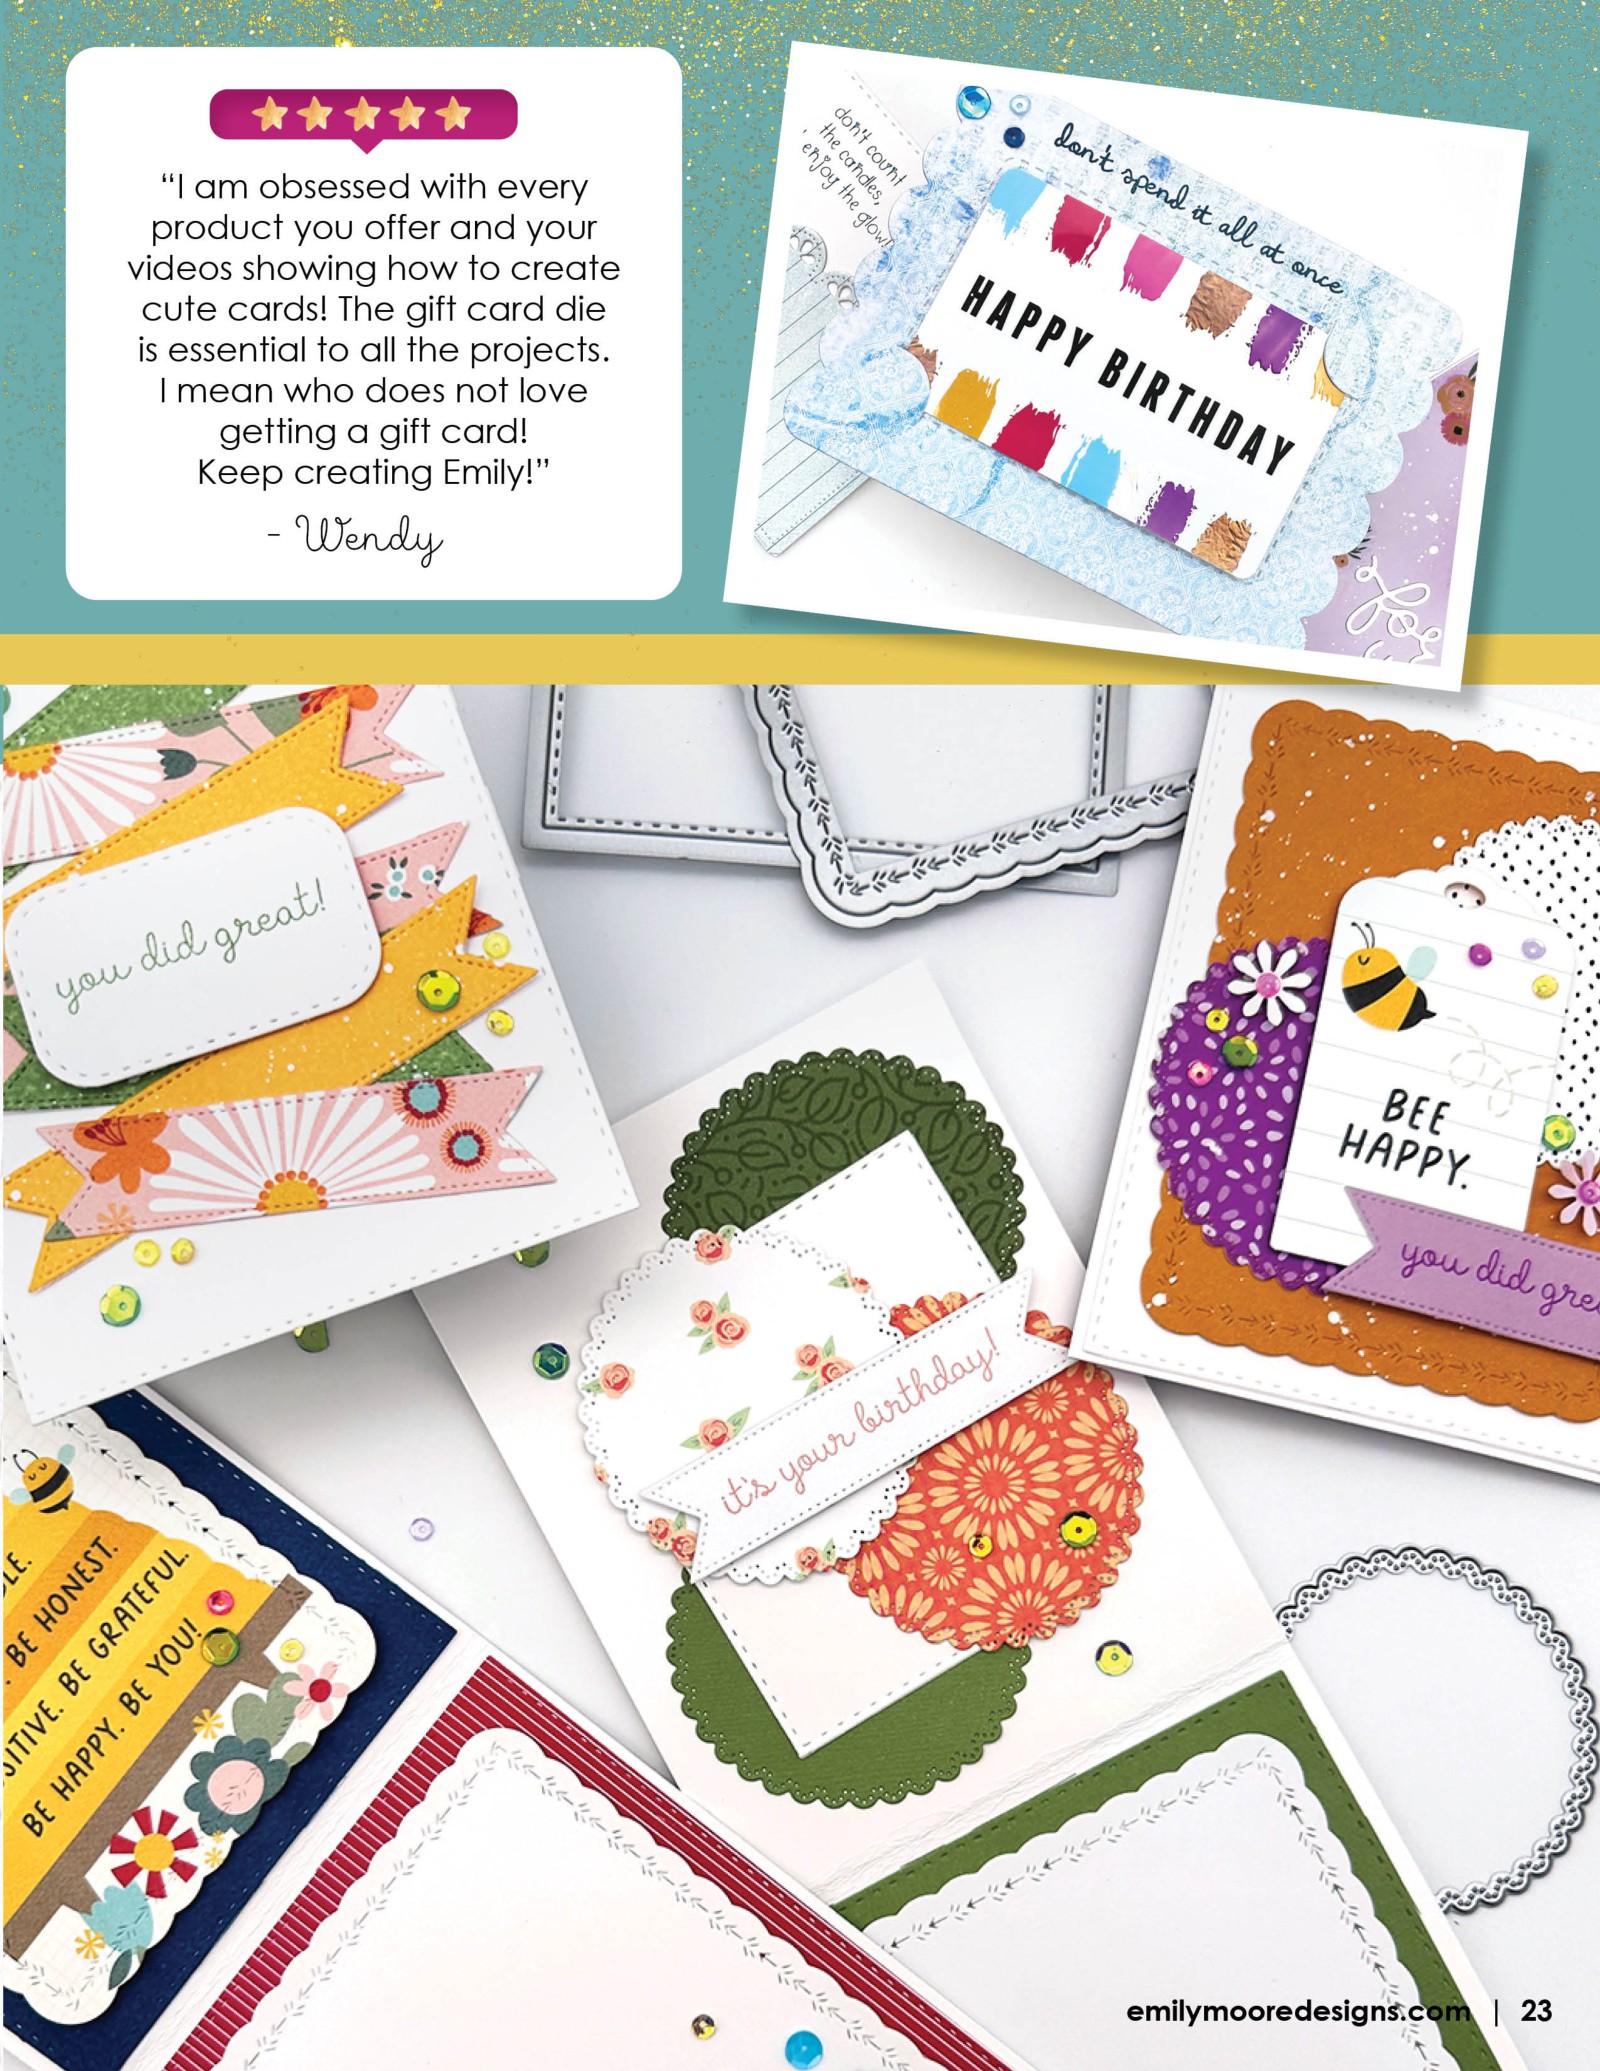 “I am obsessed with every
product you offer and your
videos showing how to create
cute cards! The gift card die
is essential to all the projects.
I mean who does not love
getting a gift card!
Keep creating Emily!”
- Wendy
don't count
the candles,
enjoy the glow!
don't spend it all at once
HAPPY BIRTHDAY
you did great!
BEE
HAPPY.
you did
it's your birthday!
BE HONEST.
BE GRATEFUL.
BE HAPPY. BE YOU!
emilymooredesigns.com | 23